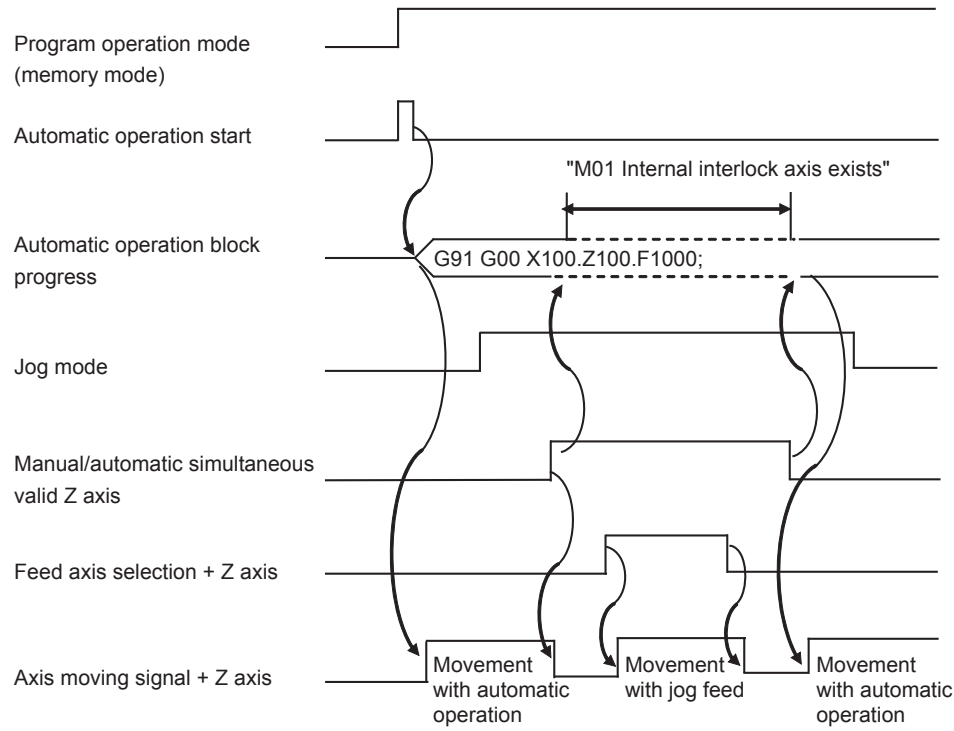 Program operation mode
(memory mode)
Automatic operation start
"M01 Internal interlock axis exists"
Automatic operation block
progress
G91 G00 X100.Z100.F1000;
Jog mode
Manual/automatic simultaneous
valid Z axis
Feed axis selection + Z axis
Axis moving signal + Z axis
Movement
with automatic
operation
Movement
with jog feed
Movement
with automatic
operation